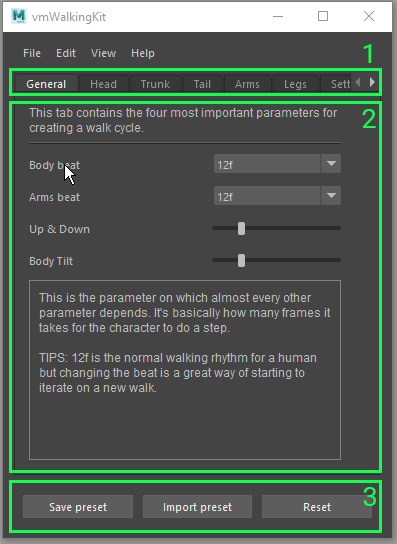 vmWalkingKit
File Edit View Help
1
General Head Trunk Tail Arms Legs Sett
2
This tab contains the four most important parameters for
creating a walk cycle.
Body beat 12f
Arms beat 12f
Up & Down
Body Tilt
This is the parameter on which almost every other
parameter depends. It's basically how many frames it
takes for the character to do a step.
TIPS: 12f is the normal walking rhythm for a human
but changing the beat is a great way of starting to
iterate on a new walk.
3
Save preset Import preset Reset